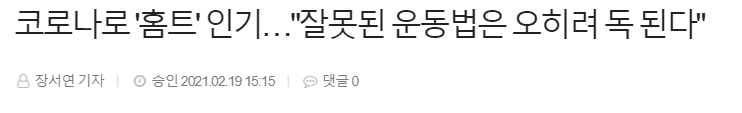 코로나로 '홈트' 인기…"잘못된 운동법은 오히려 독 된다"
장서연 기자 | 승인 2021.02.19 15:15 | 댓글 0